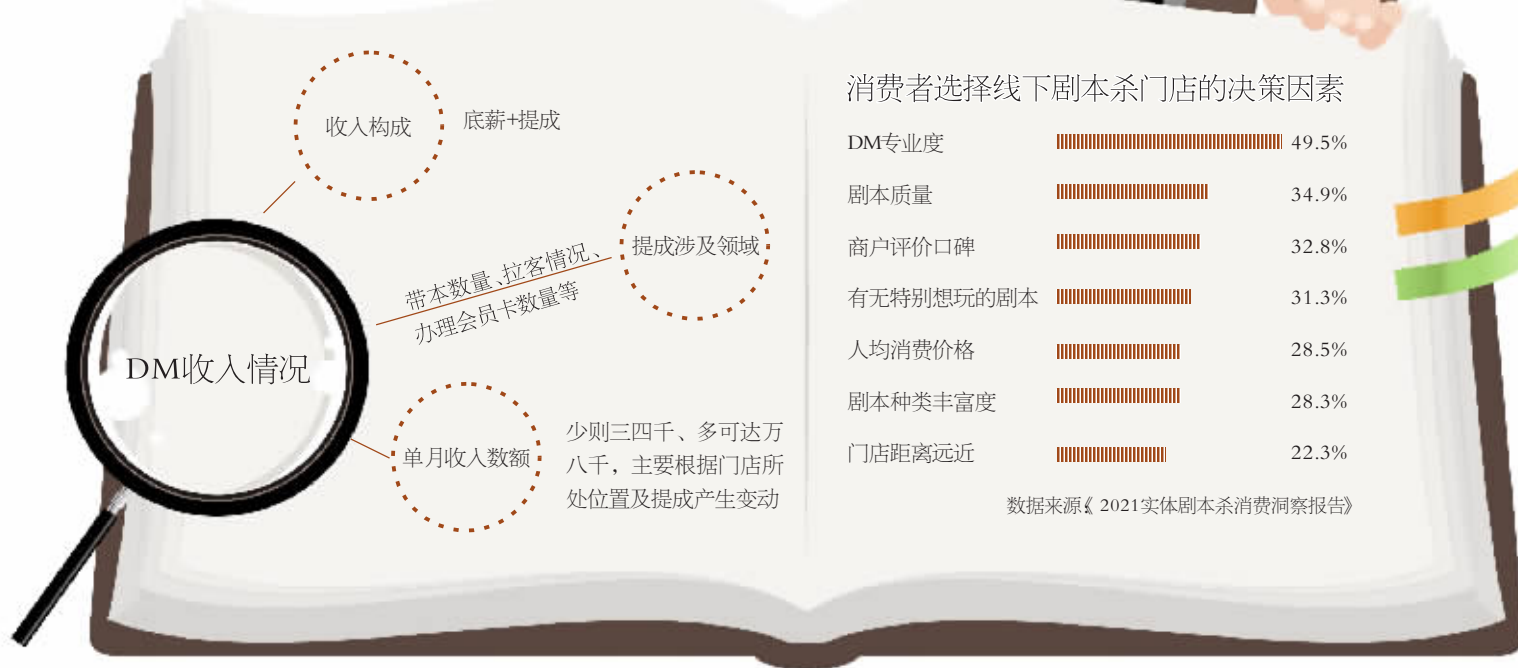 DM收入情况
收入构成
底薪+提成
提成涉及领域
带本数量、拉客情况、
办理会员卡数量等
单月收入数额
少则三四千、多可达万
八千，主要根据门店所
处位置及提成产生变动
消费者选择线下剧本杀门店的决策因素
DM专业度 49.5%
剧本质量 34.9%
商户评价口碑 32.8%
有无特别想玩的剧本 31.3%
人均消费价格 28.5%
剧本种类丰富度 28.3%
门店距离远近 22.3%
数据来源《2021实体剧本杀消费洞察报告》